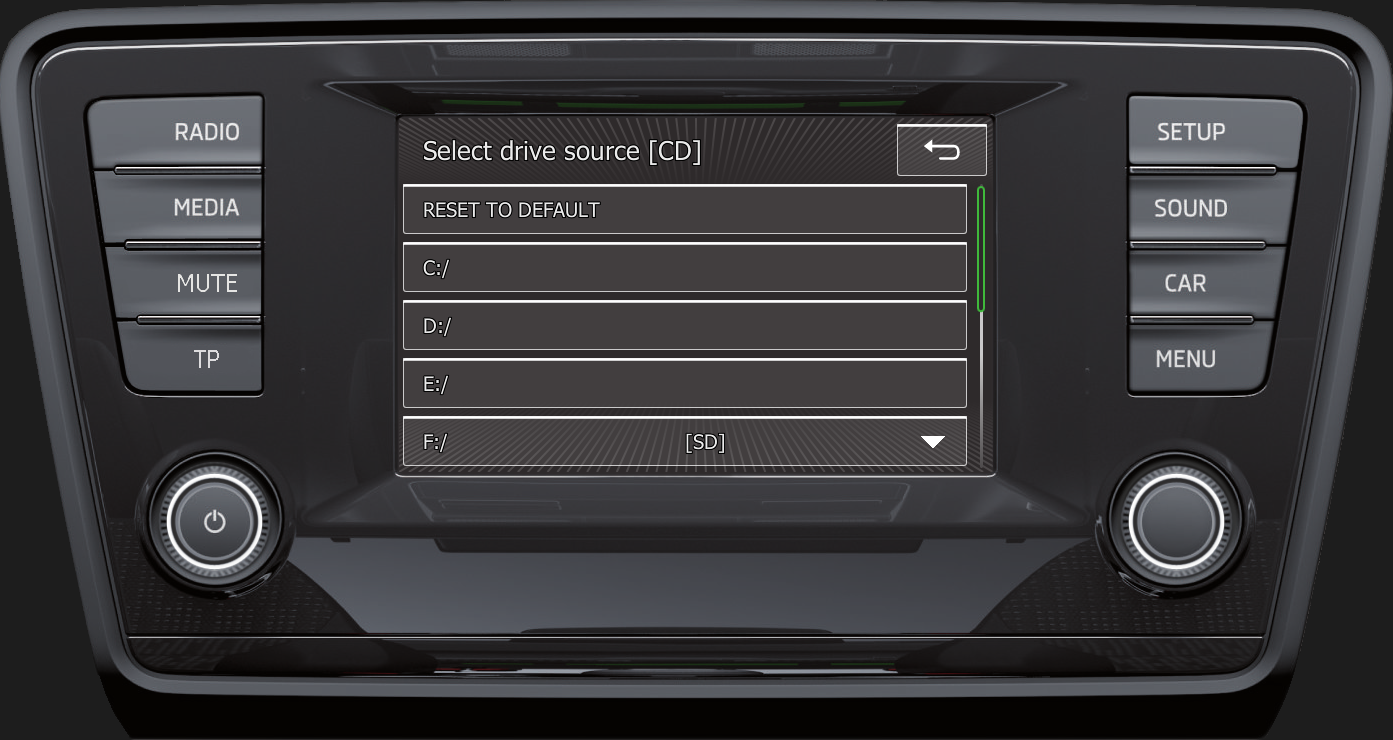 RADIO
MEDIA
MUTE
TP
Select drive source [CD]
RESET TO DEFAULT
C:/
D:/
E:/
F:/ [SD]
SETUP
SOUND
CAR
MENU